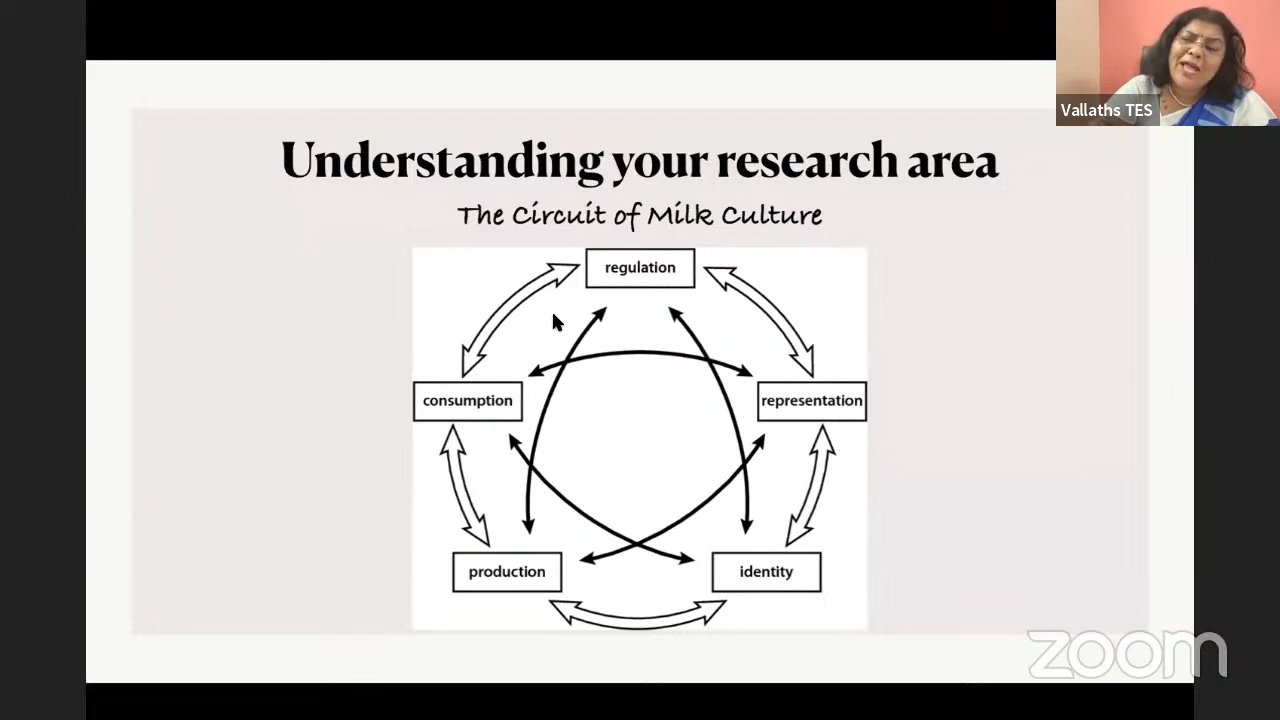 Vallaths TES
Understanding your research area
The Circuit of Milk Culture
regulation
consumption
representation
production
identity
zoom